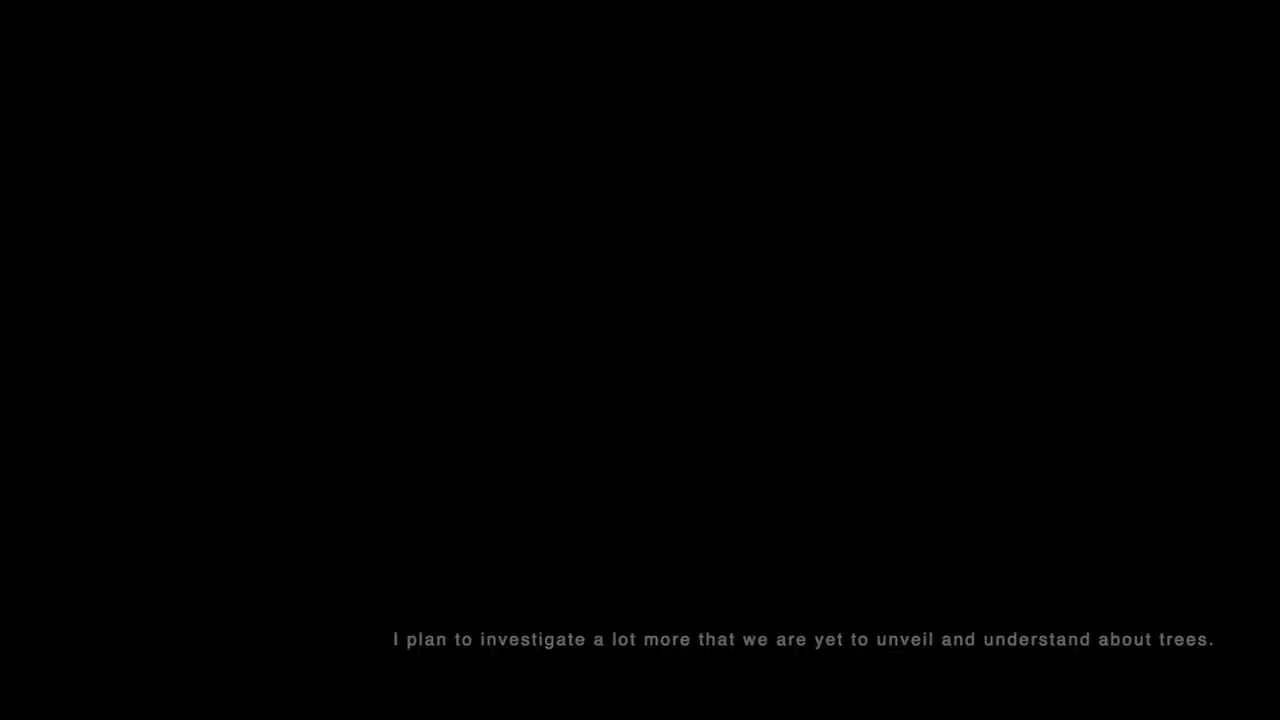 I plan to investigate a lot more that we are yet to unveil and understand about trees.